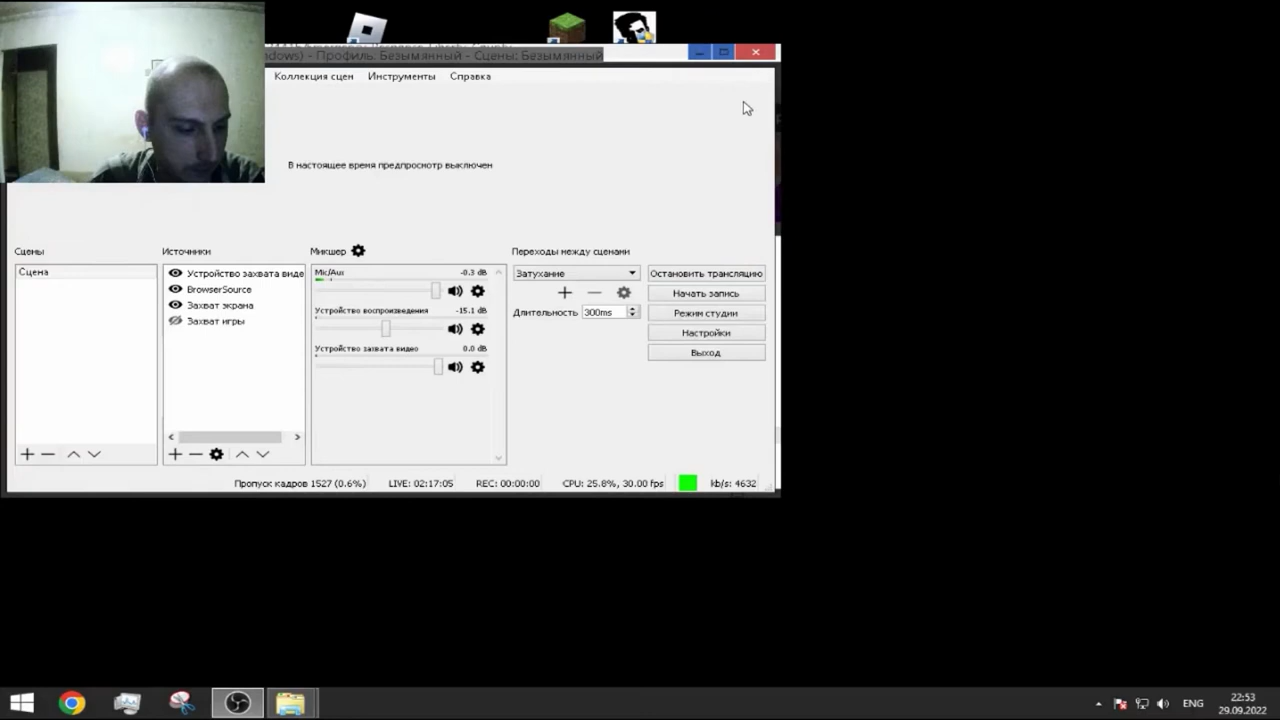 ndows) - Профиль: Безымянный - Сцены: Безымянный
Коллекция сцен Инструменты Справка
В настоящее время предпросмотр выключен
Сцены Источники Микшер Переходы между сценами
Сцена
Устройство захвата виде
BrowserSource
Захват экрана
Захват игры
Mic/Aux -0.3 dB
Устройство воспроизведения -15.1 dB
Устройство захвата видео 0.0 dB
Затухание
Длительность 300ms
Остановить трансляцию
Начать запись
Режим студии
Настройки
Выход
Пропуск кадров 1527 (0.6%) LIVE: 02:17:05 REC: 00:00:00 CPU: 25.8%, 30.00 fps kb/s: 4632
ENG 22:53
29.09.2022